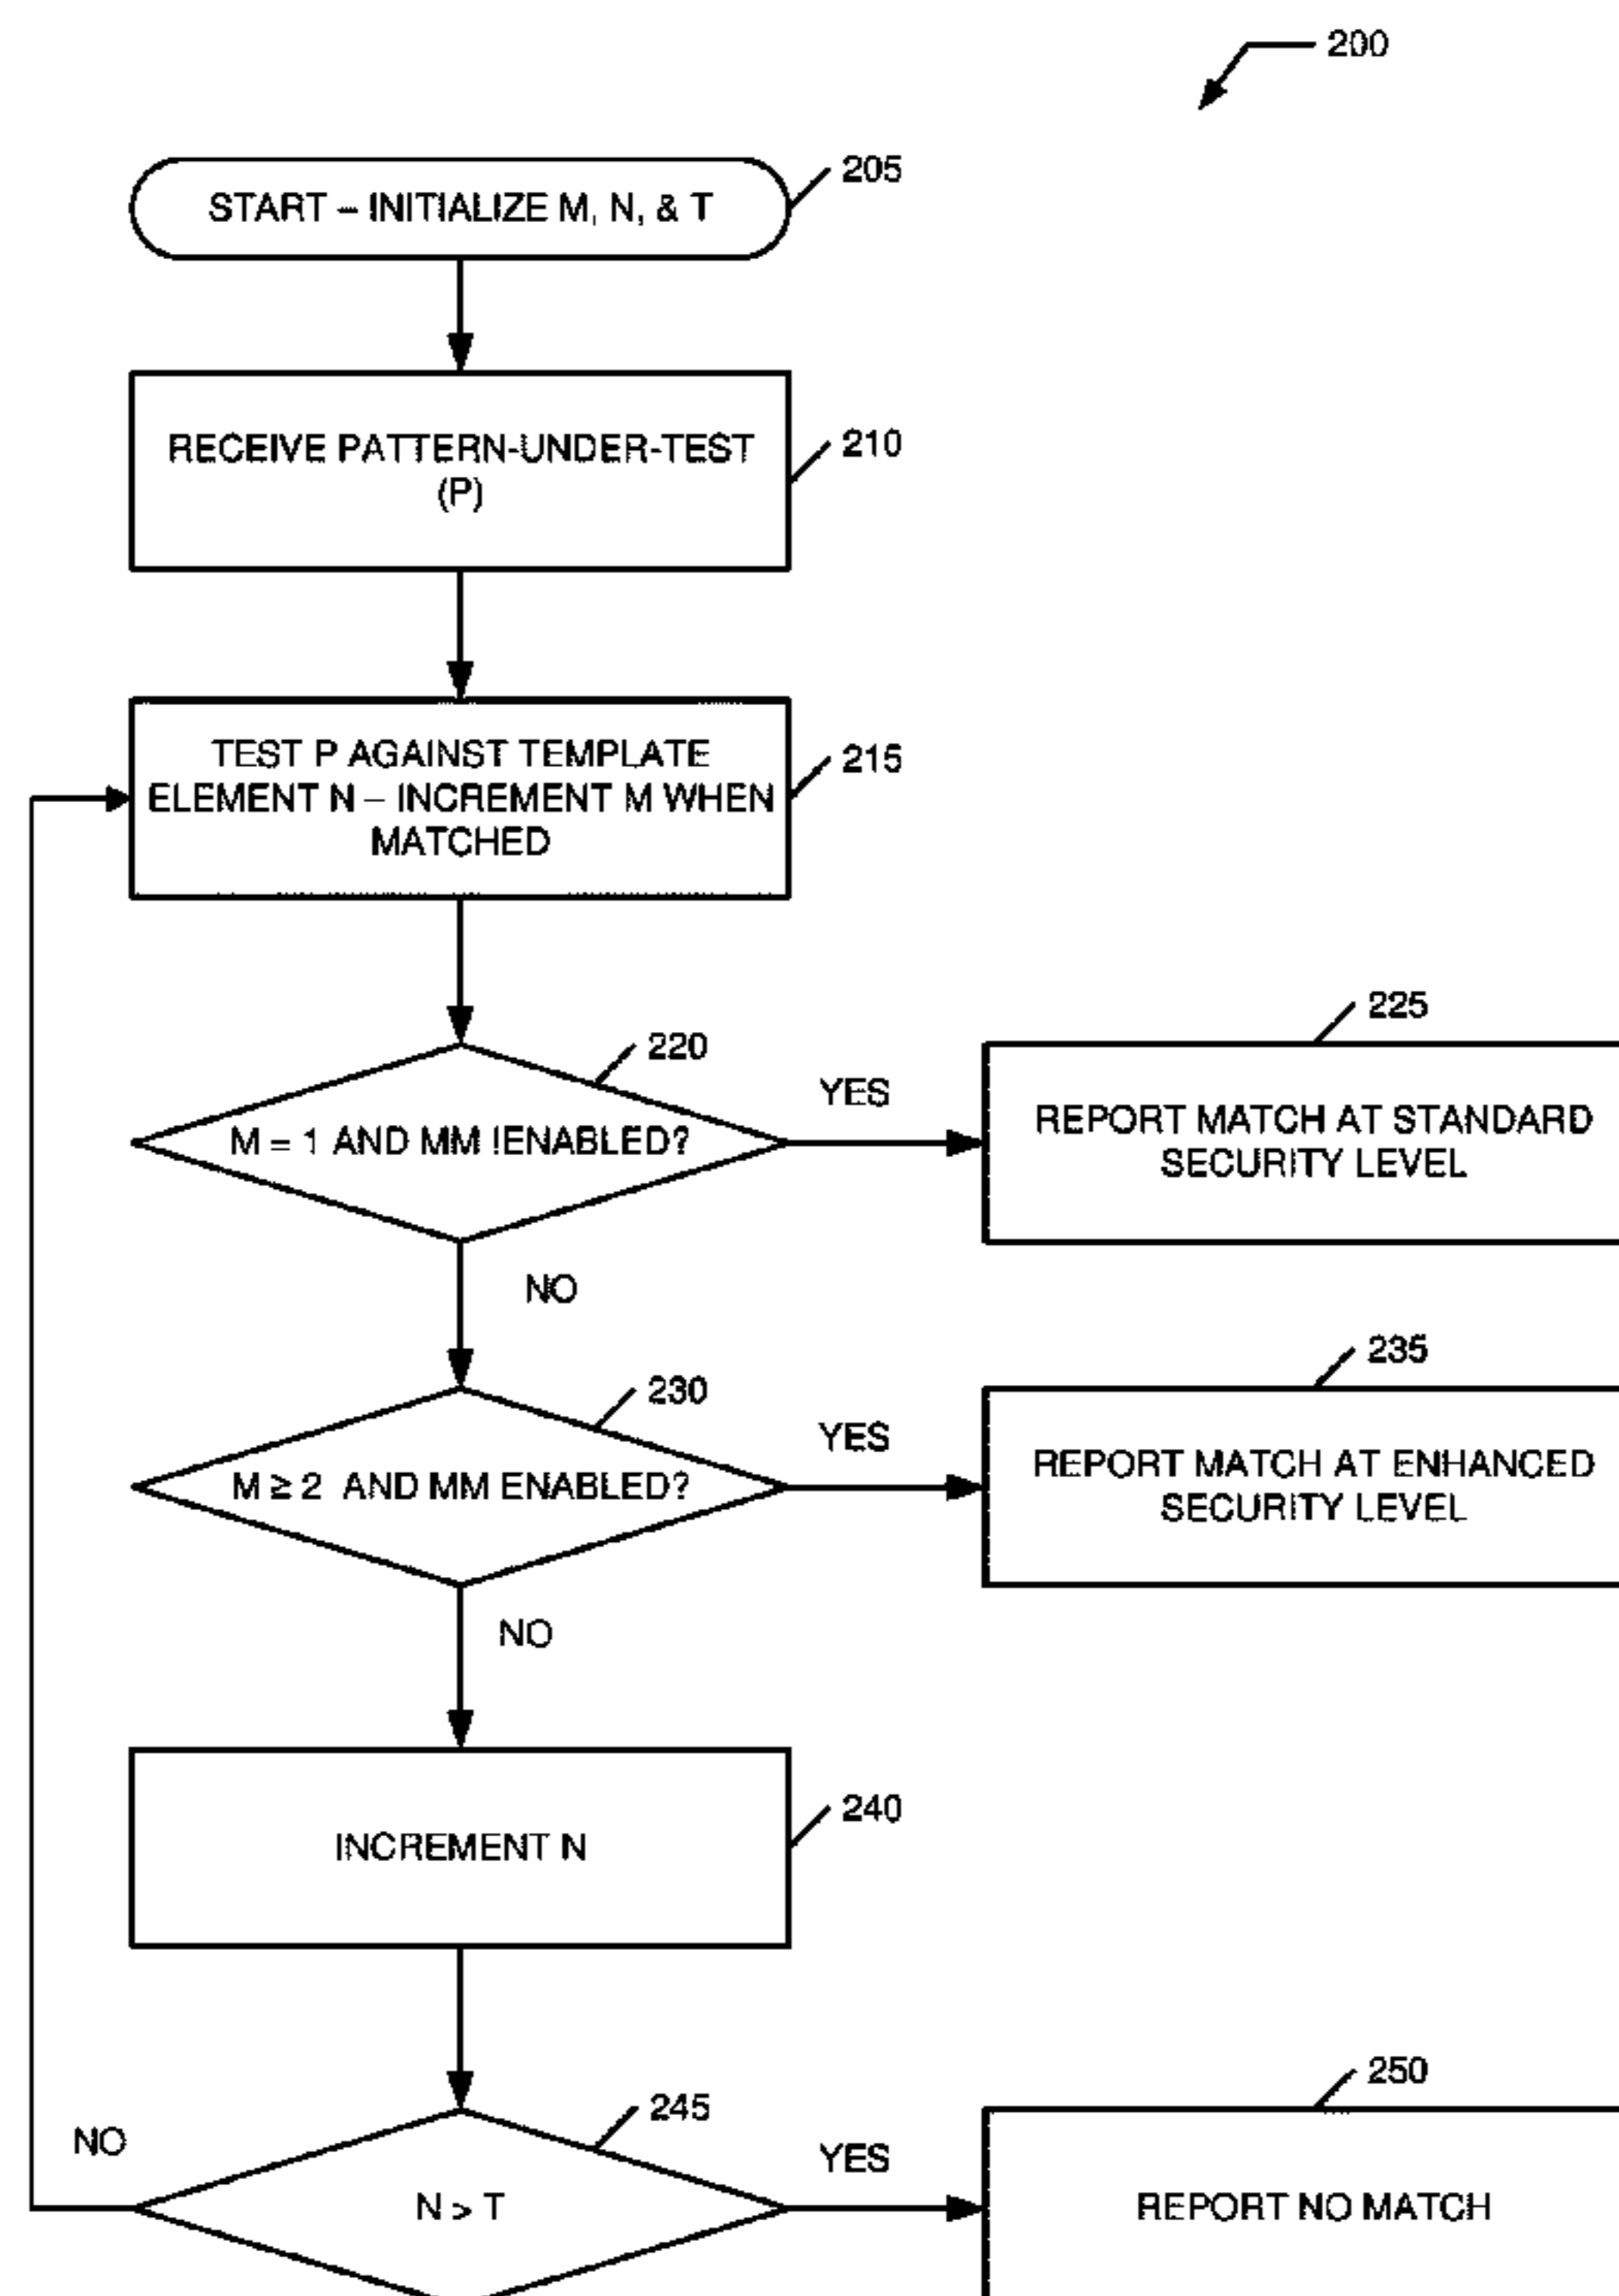 200
START – INITIALIZE M, N, & T
205
RECEIVE PATTERN-UNDER-TEST
(P)
210
TEST P AGAINST TEMPLATE
ELEMENT N – INCREMENT M WHEN
MATCHED
215
220
M = 1 AND MM !ENABLED?
YES
225
REPORT MATCH AT STANDARD
SECURITY LEVEL
NO
230
M ≥ 2 AND MM ENABLED?
YES
235
REPORT MATCH AT ENHANCED
SECURITY LEVEL
NO
INCREMENT N
240
245
NO
N > T
YES
250
REPORT NO MATCH